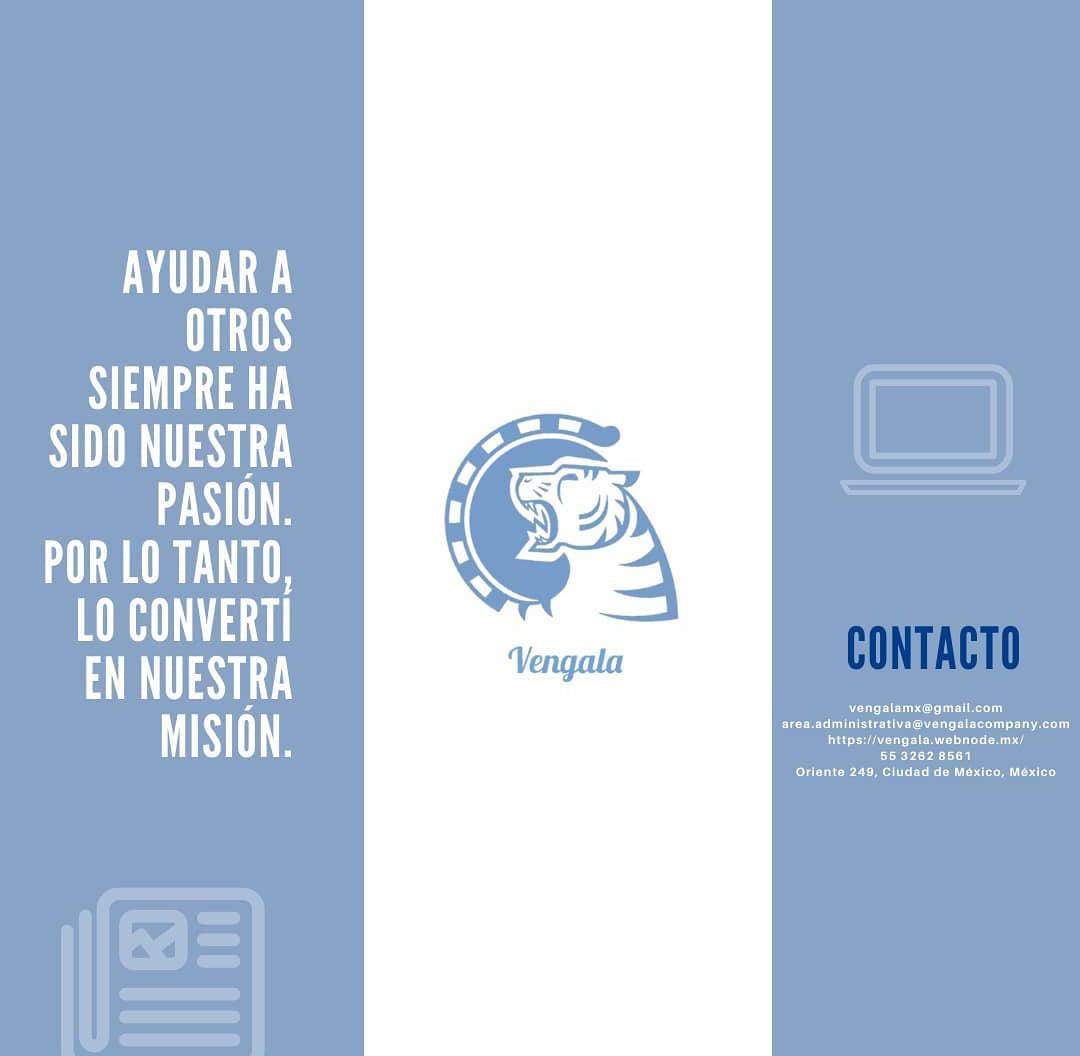 AYUDAR A
OTROS
SIEMPRE HA
SIDO NUESTRA
PASIÓN.
POR LO TANTO,
LO CONVERTÍ
EN NUESTRA
MISIÓN.
Vengala
CONTACTO
vengalamx@gmail.com
area.administrativa@vengalacompany.com
https://vengala.webnode.mx/
55 3262 8561
Oriente 249, Ciudad de México, México